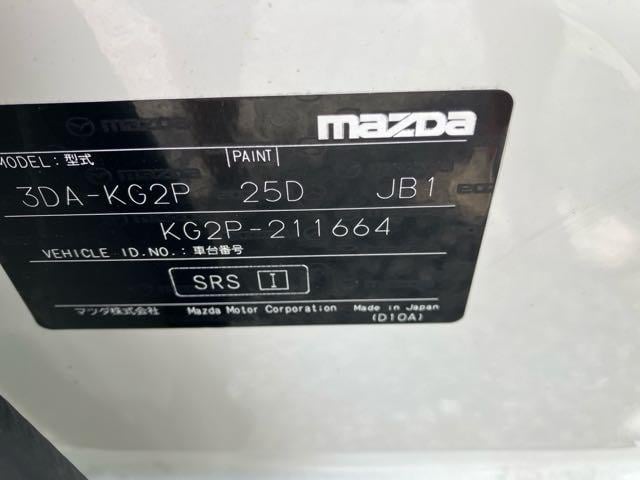 mazda
MODEL:型式 PAINT
3DA-KG2P 25D JB1
KG2P-211664
VEHICLE ID.NO.:車台番号
SRS I
マツダ株式会社 Mazda Motor Corporation Made in Japan
(D10A)